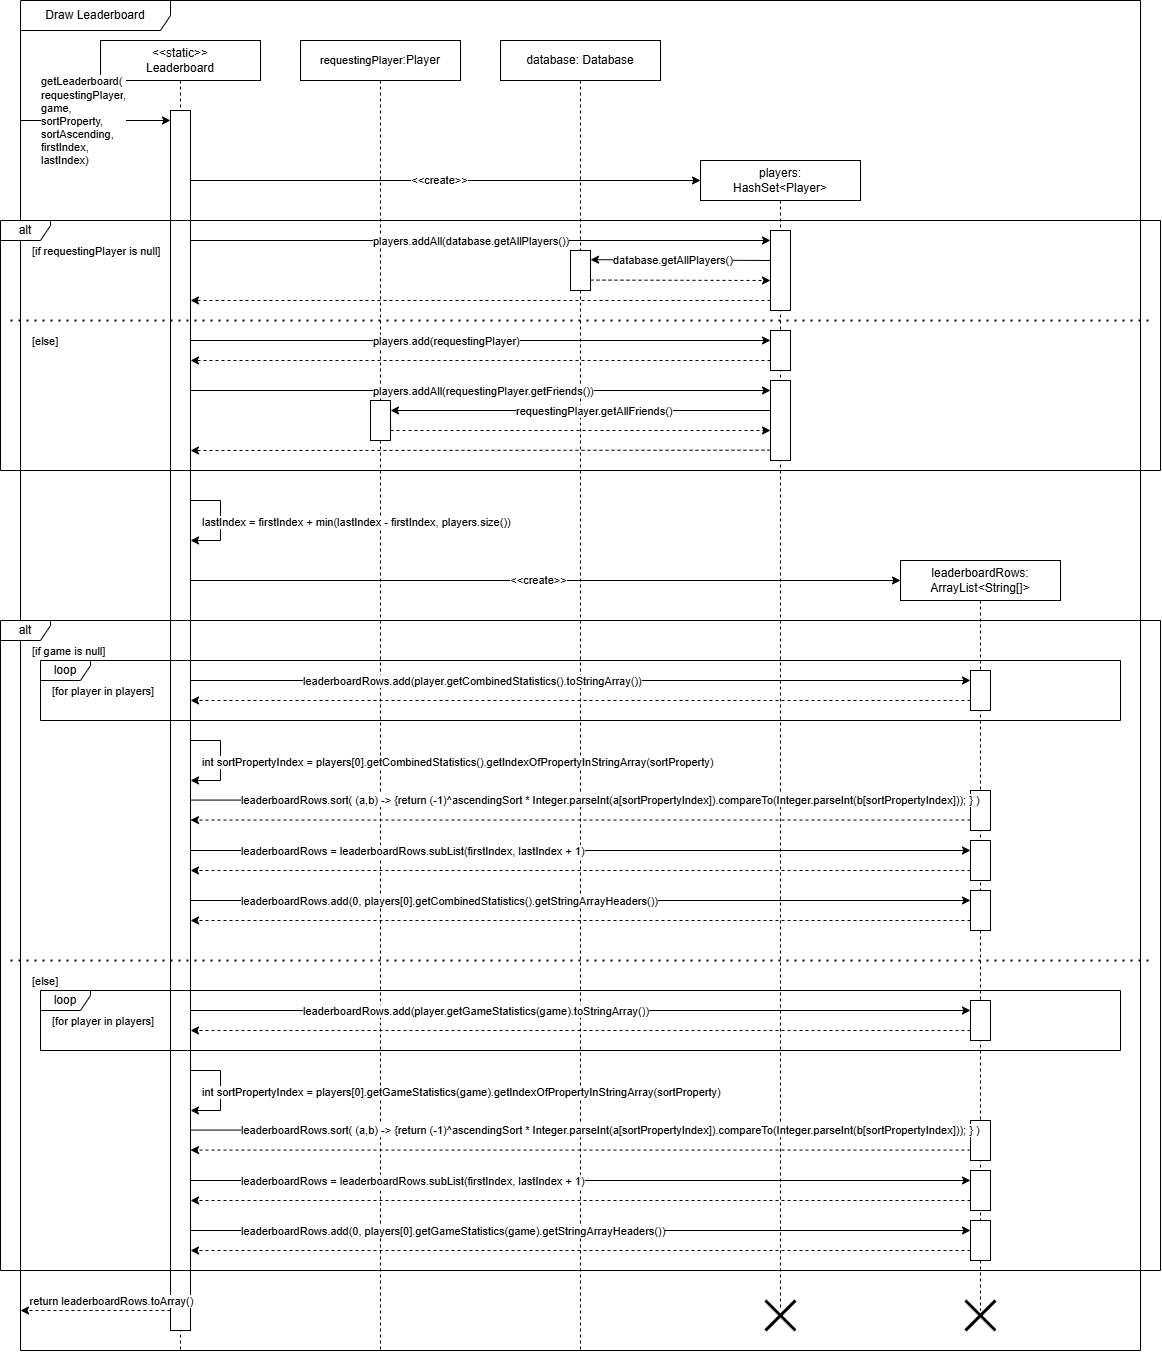 Draw Leaderboard
<<static>>
Leaderboard
requestingPlayer:Player
database: Database
getLeaderboard(
requestingPlayer,
game,
sortProperty,
sortAscending,
firstIndex,
lastIndex)
<<create>>
players:
HashSet<Player>
alt
[if requestingPlayer is null]
players.addAll(database.getAllPlayers())
database.getAllPlayers()
[else]
players.add(requestingPlayer)
players.addAll(requestingPlayer.getFriends())
requestingPlayer.getAllFriends()
lastIndex = firstIndex + min(lastIndex - firstIndex, players.size())
<<create>>
leaderboardRows:
ArrayList<String[]>
alt
[if game is null]
loop
[for player in players]
leaderboardRows.add(player.getCombinedStatistics().toStringArray())
int sortPropertyIndex = players[0].getCombinedStatistics().getIndexOfPropertyInStringArray(sortProperty)
leaderboardRows.sort( (a,b) -> {return (-1)^ascendingSort * Integer.parseInt(a[sortPropertyIndex]).compareTo(Integer.parseInt(b[sortPropertyIndex])); } )
leaderboardRows = leaderboardRows.subList(firstIndex, lastIndex + 1)
leaderboardRows.add(0, players[0].getCombinedStatistics().getStringArrayHeaders())
[else]
loop
[for player in players]
leaderboardRows.add(player.getGameStatistics(game).toStringArray())
int sortPropertyIndex = players[0].getGameStatistics(game).getIndexOfPropertyInStringArray(sortProperty)
leaderboardRows.sort( (a,b) -> {return (-1)^ascendingSort * Integer.parseInt(a[sortPropertyIndex]).compareTo(Integer.parseInt(b[sortPropertyIndex])); } )
leaderboardRows = leaderboardRows.subList(firstIndex, lastIndex + 1)
leaderboardRows.add(0, players[0].getGameStatistics(game).getStringArrayHeaders())
return leaderboardRows.toArray()